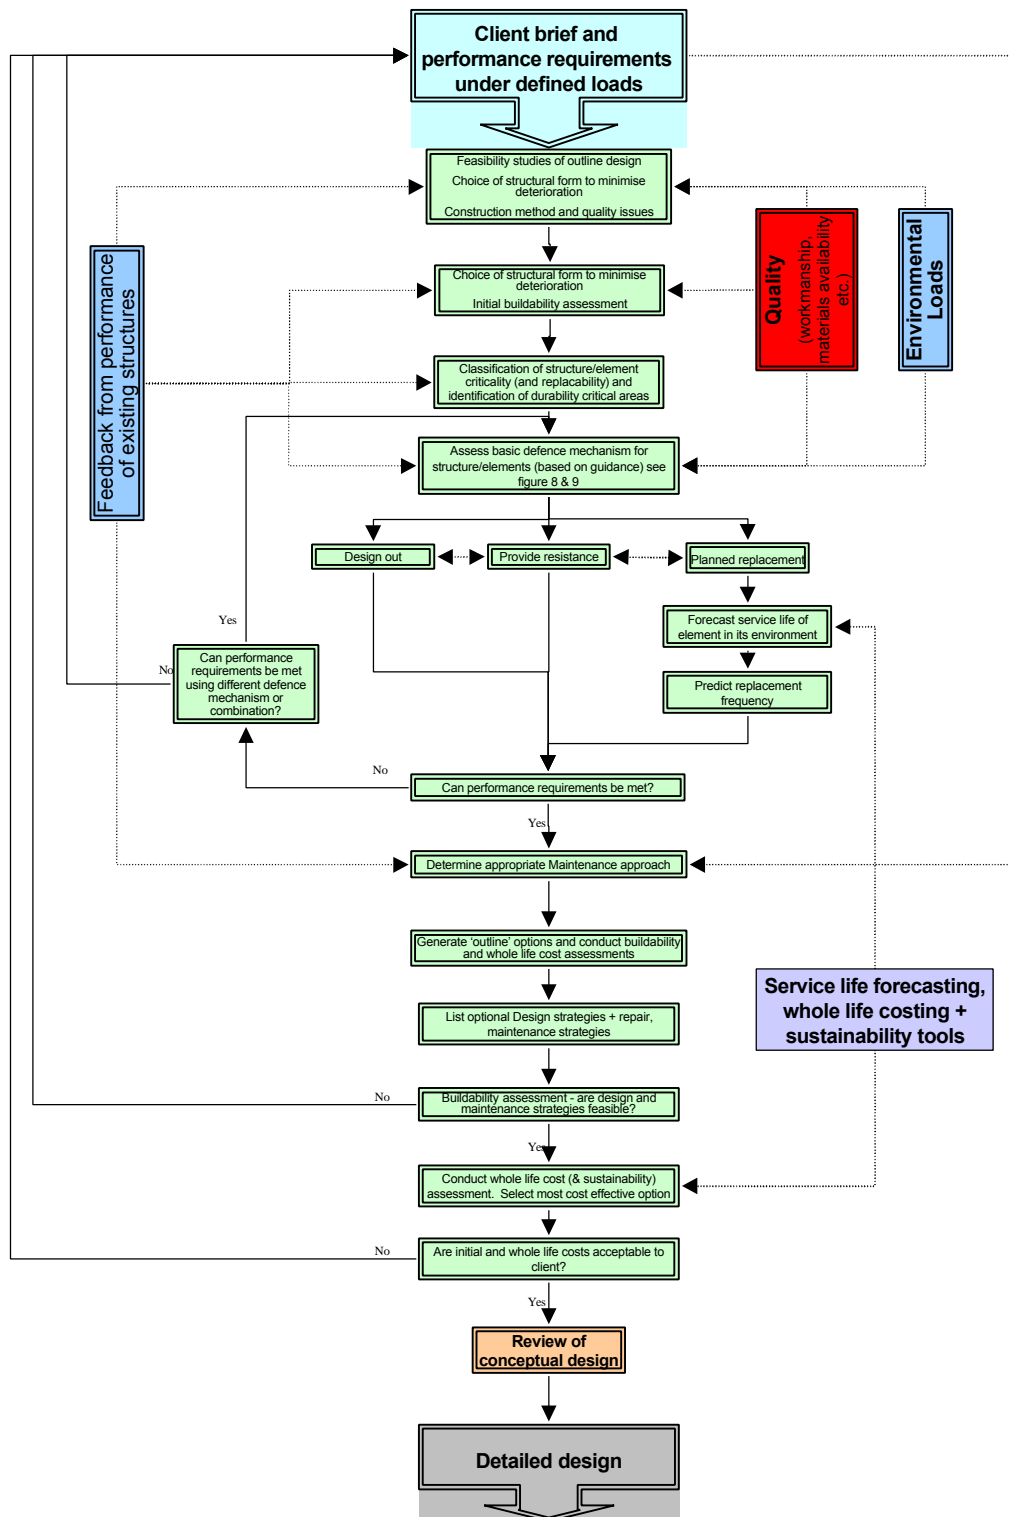 Client brief and
performance requirements
under defined loads
Feasibility studies of outline design
Choice of structural form to minimise
deterioration
Construction method and quality issues
Feedback from performance
of existing structures
Quality
(workmanship,
materials availability
etc.)
Environmental
Loads
Choice of structural form to minimise
deterioration
Initial buildability assessment
Classification of structure/element
criticality (and replacability) and
identification of durability critical areas
Assess basic defence mechanism for
structure/elements (based on guidance) see
figure 8 & 9
Design out
Provide resistance
Planned replacement
Forecast service life of
element in its environment
Predict replacement
frequency
Yes
No
Can performance
requirements be met
using different defence
mechanism or
combination?
No
Can performance requirements be met?
Yes
Determine appropriate Maintenance approach
Generate 'outline' options and conduct buildability
and whole life cost assessments
Service life forecasting,
whole life costing +
sustainability tools
List optional Design strategies + repair,
maintenance strategies
No
Buildability assessment - are design and
maintenance strategies feasible?
Yes
Conduct whole life cost (& sustainability)
assessment. Select most cost effective option
No
Are initial and whole life costs acceptable to
client?
Yes
Review of
conceptual design
Detailed design